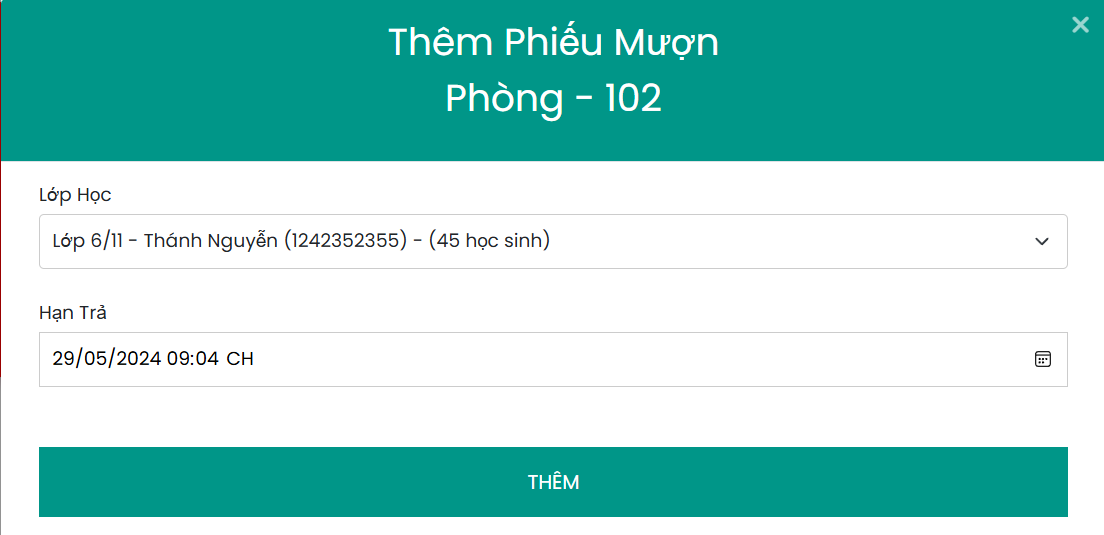 Thêm Phiếu Mượn
Phòng - 102
Lớp Học
Lớp 6/11 - Thánh Nguyễn (1242352355) - (45 học sinh)
Hạn Trả
29/05/2024 09:04 CH
THÊM